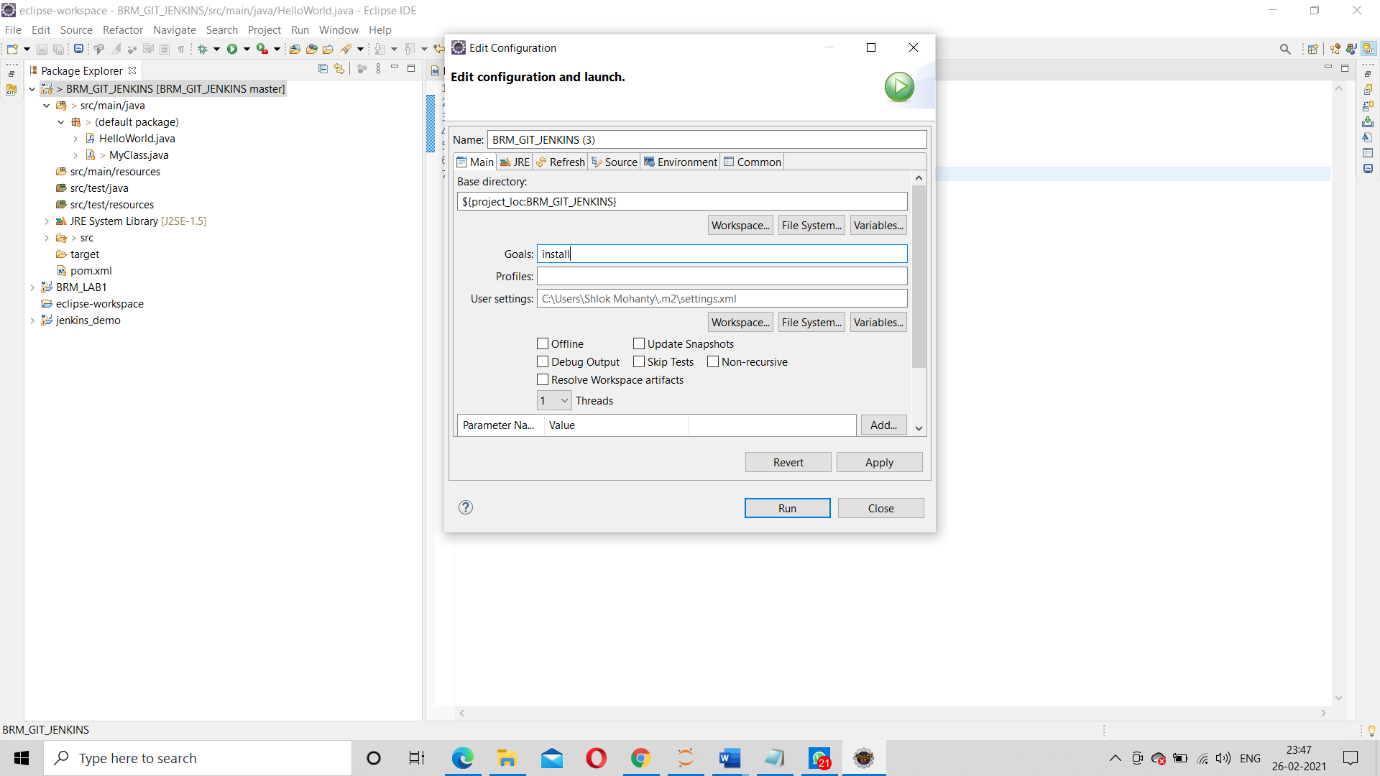 eclipse-workspace - BRM_GIT_JENKINS/src/main/java/HelloWorld.java - Eclipse IDE
File Edit Source Refactor Navigate Search Project Run Window Help
Package Explorer
> BRM_GIT_JENKINS [BRM_GIT_JENKINS master]
> src/main/java
> (default package)
HelloWorld.java
> MyClass.java
src/main/resources
src/test/java
src/test/resources
JRE System Library [J2SE-1.5]
> src
target
pom.xml
BRM_LAB1
eclipse-workspace
jenkins_demo
Edit Configuration
Edit configuration and launch.
Name: BRM_GIT_JENKINS (3)
Main JRE Refresh Source Environment Common
Base directory:
${project_loc:BRM_GIT_JENKINS}
Workspace... File System... Variables...
Goals: install
Profiles:
User settings: C:\Users\Shlok Mohanty\.m2\settings.xml
Workspace... File System... Variables...
Offline Update Snapshots
Debug Output Skip Tests Non-recursive
Resolve Workspace artifacts
1 Threads
Parameter Na... Value Add...
Revert Apply
Run Close
BRM_GIT_JENKINS
Type here to search
21
ENG
23:47
26-02-2021